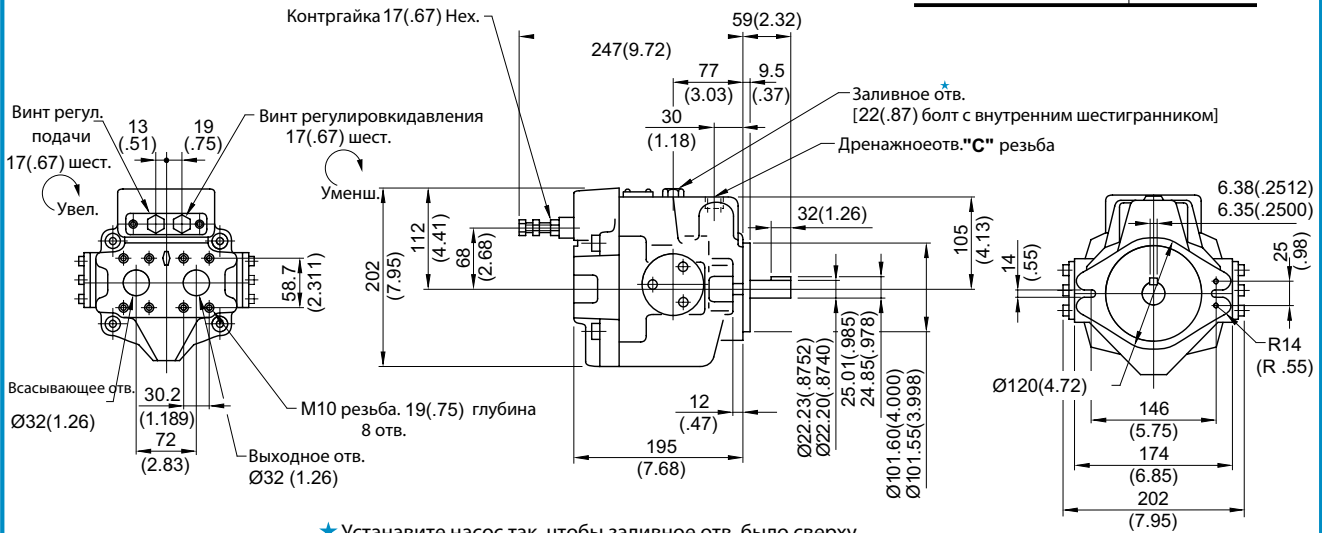 Контргайка 17(.67) Hex.
59(2.32)
247(9.72)
77
(3.03)
9.5
(.37)
30
(1.18)
Заливное отв.
[22(.87) болт с внутренним шестигранником]
Дренажноеотв."C" резьба
Винт регул.
подачи
17(.67) шест.
Увел.
13
(.51)
19
(.75)
Винт регулировкидавления
17(.67) шест.
Уменш.
58.7
(2.311)
Всасывающее отв.
Ø32(1.26)
30.2
(1.189)
72
(2.83)
M10 резьба. 19(.75) глубина
8 отв.
Выходное отв.
Ø32 (1.26)
202
(7.95)
112
(4.41)
68
(2.68)
32(1.26)
105
(4.13)
12
(.47)
195
(7.68)
Ø22.23(.8752)
Ø22.20(.8740)
25.01(.985)
24.85(.978)
Ø101.60(4.000)
Ø101.55(3.998)
6.38(.2512)
6.35(.2500)
14
(.55)
25
(.98)
R14
(R .55)
Ø120(4.72)
146
(5.75)
174
(6.85)
202
(7.95)
★ Устанавите насос так, чтобы заливное отв. было сверху